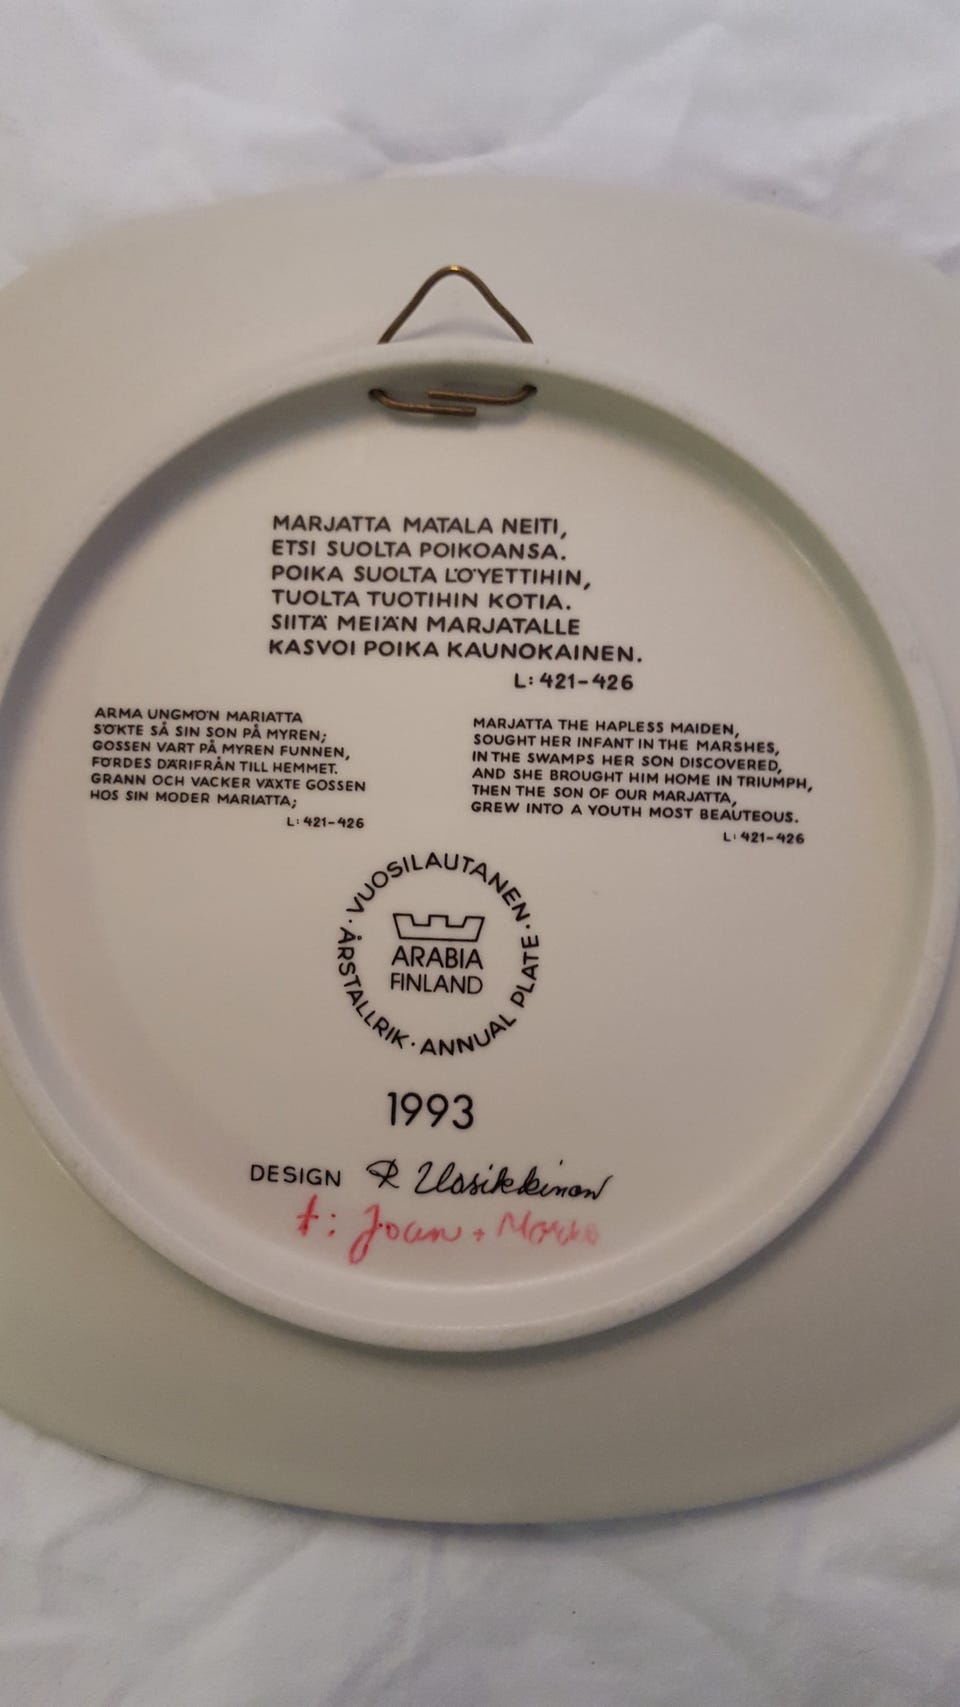 MARJATTA MATALA NEITI,
ETSI SUOLTA POIKOANSA.
POIKA SUOLTA LÖYETTIHIN,
TUOLTA TUOTIHIN KOTIA.
SIITÄ MEIÄN MARJATALLE
KASVOI POIKA KAUNOKAINEN.
L: 421-426
ARMA UNGMÖN MARIATTA
SÖKTE SÅ SIN SON PÅ MYREN;
GOSSEN VART PÅ MYREN FUNNEN,
FÖRDES DÄRIFRÅN TILL HEMMET.
GRANN OCH VACKER VÄXTE GOSSEN
HOS SIN MODER MARIATTA;
L: 421-426
MARJATTA THE HAPLESS MAIDEN,
SOUGHT HER INFANT IN THE MARSHES,
IN THE SWAMPS HER SON DISCOVERED,
AND SHE BROUGHT HIM HOME IN TRIUMPH,
THEN THE SON OF OUR MARJATTA,
GREW INTO A YOUTH MOST BEAUTEOUS.
L: 421-426
· VUOSILAUTANEN · ANNUAL PLATE · ÅRSTALLRIK
ARABIA
FINLAND
1993
DESIGN R Uosikkinen
t: Joan +